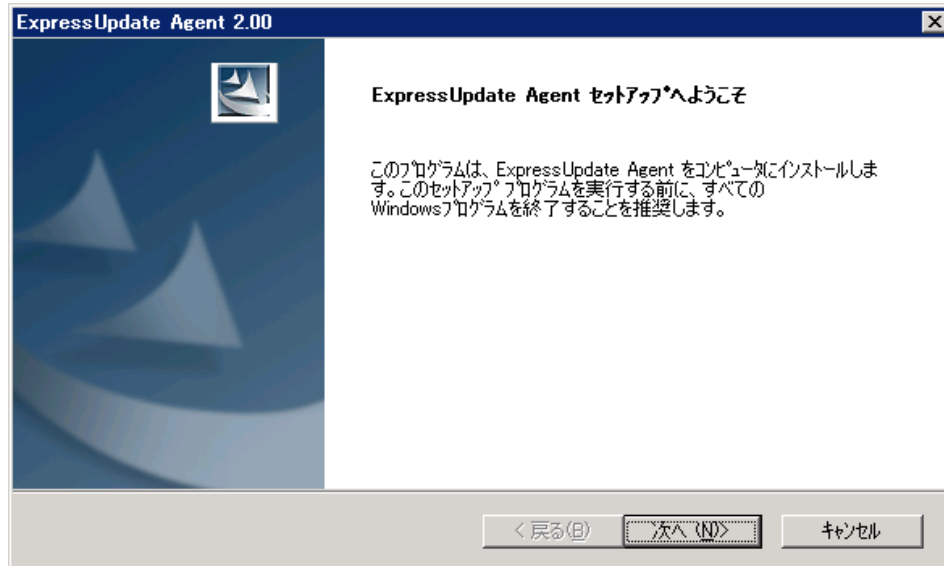 ExpressUpdate Agent 2.00
ExpressUpdate Agent ｾｯﾄｱｯﾌﾟへようこそ
このﾌﾟﾛｸﾞﾗﾑは、ExpressUpdate Agent をｺﾝﾋﾟｭｰﾀにインストールしま
す。このｾｯﾄｱｯﾌﾟ ﾌﾟﾛｸﾞﾗﾑを実行する前に、すべての
Windowsﾌﾟﾛｸﾞﾗﾑを終了することを推奨します。
< 戻る(B)
次へ (N)>
ｷｬﾝｾﾙ